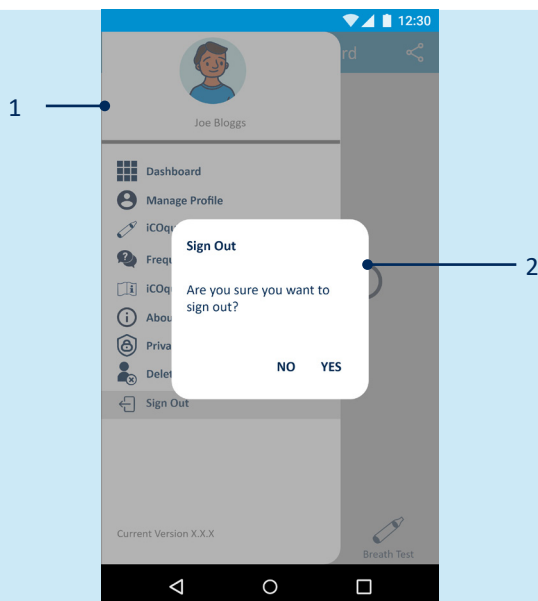 12:30
rd
1
Joe Bloggs
Dashboard
Manage Profile
iCOqu
Sign Out
Frequ
2
Are you sure you want to
iCOq
sign out?
Abou
Priva
NO YES
Delet
Sign Out
Current Version X.X.X
Breath Test